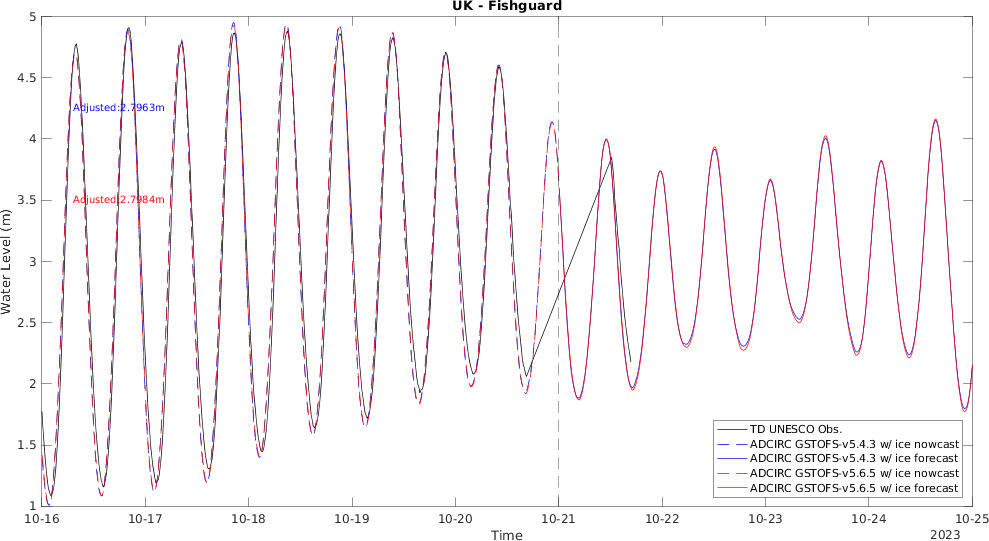 UK - Fishguard
5
4.5
4
3.5
3
2.5
2
1.5
1
Water Level (m)
Adjusted:2.7963m
Adjusted:2.7984m
TD UNESCO Obs.
ADCIRC GSTOFS-v5.4.3 w/ ice nowcast
ADCIRC GSTOFS-v5.4.3 w/ ice forecast
ADCIRC GSTOFS-v5.6.5 w/ ice nowcast
ADCIRC GSTOFS-v5.6.5 w/ ice forecast
10-16 10-17 10-18 10-19 10-20 10-21 10-22 10-23 10-24 10-25
Time
2023